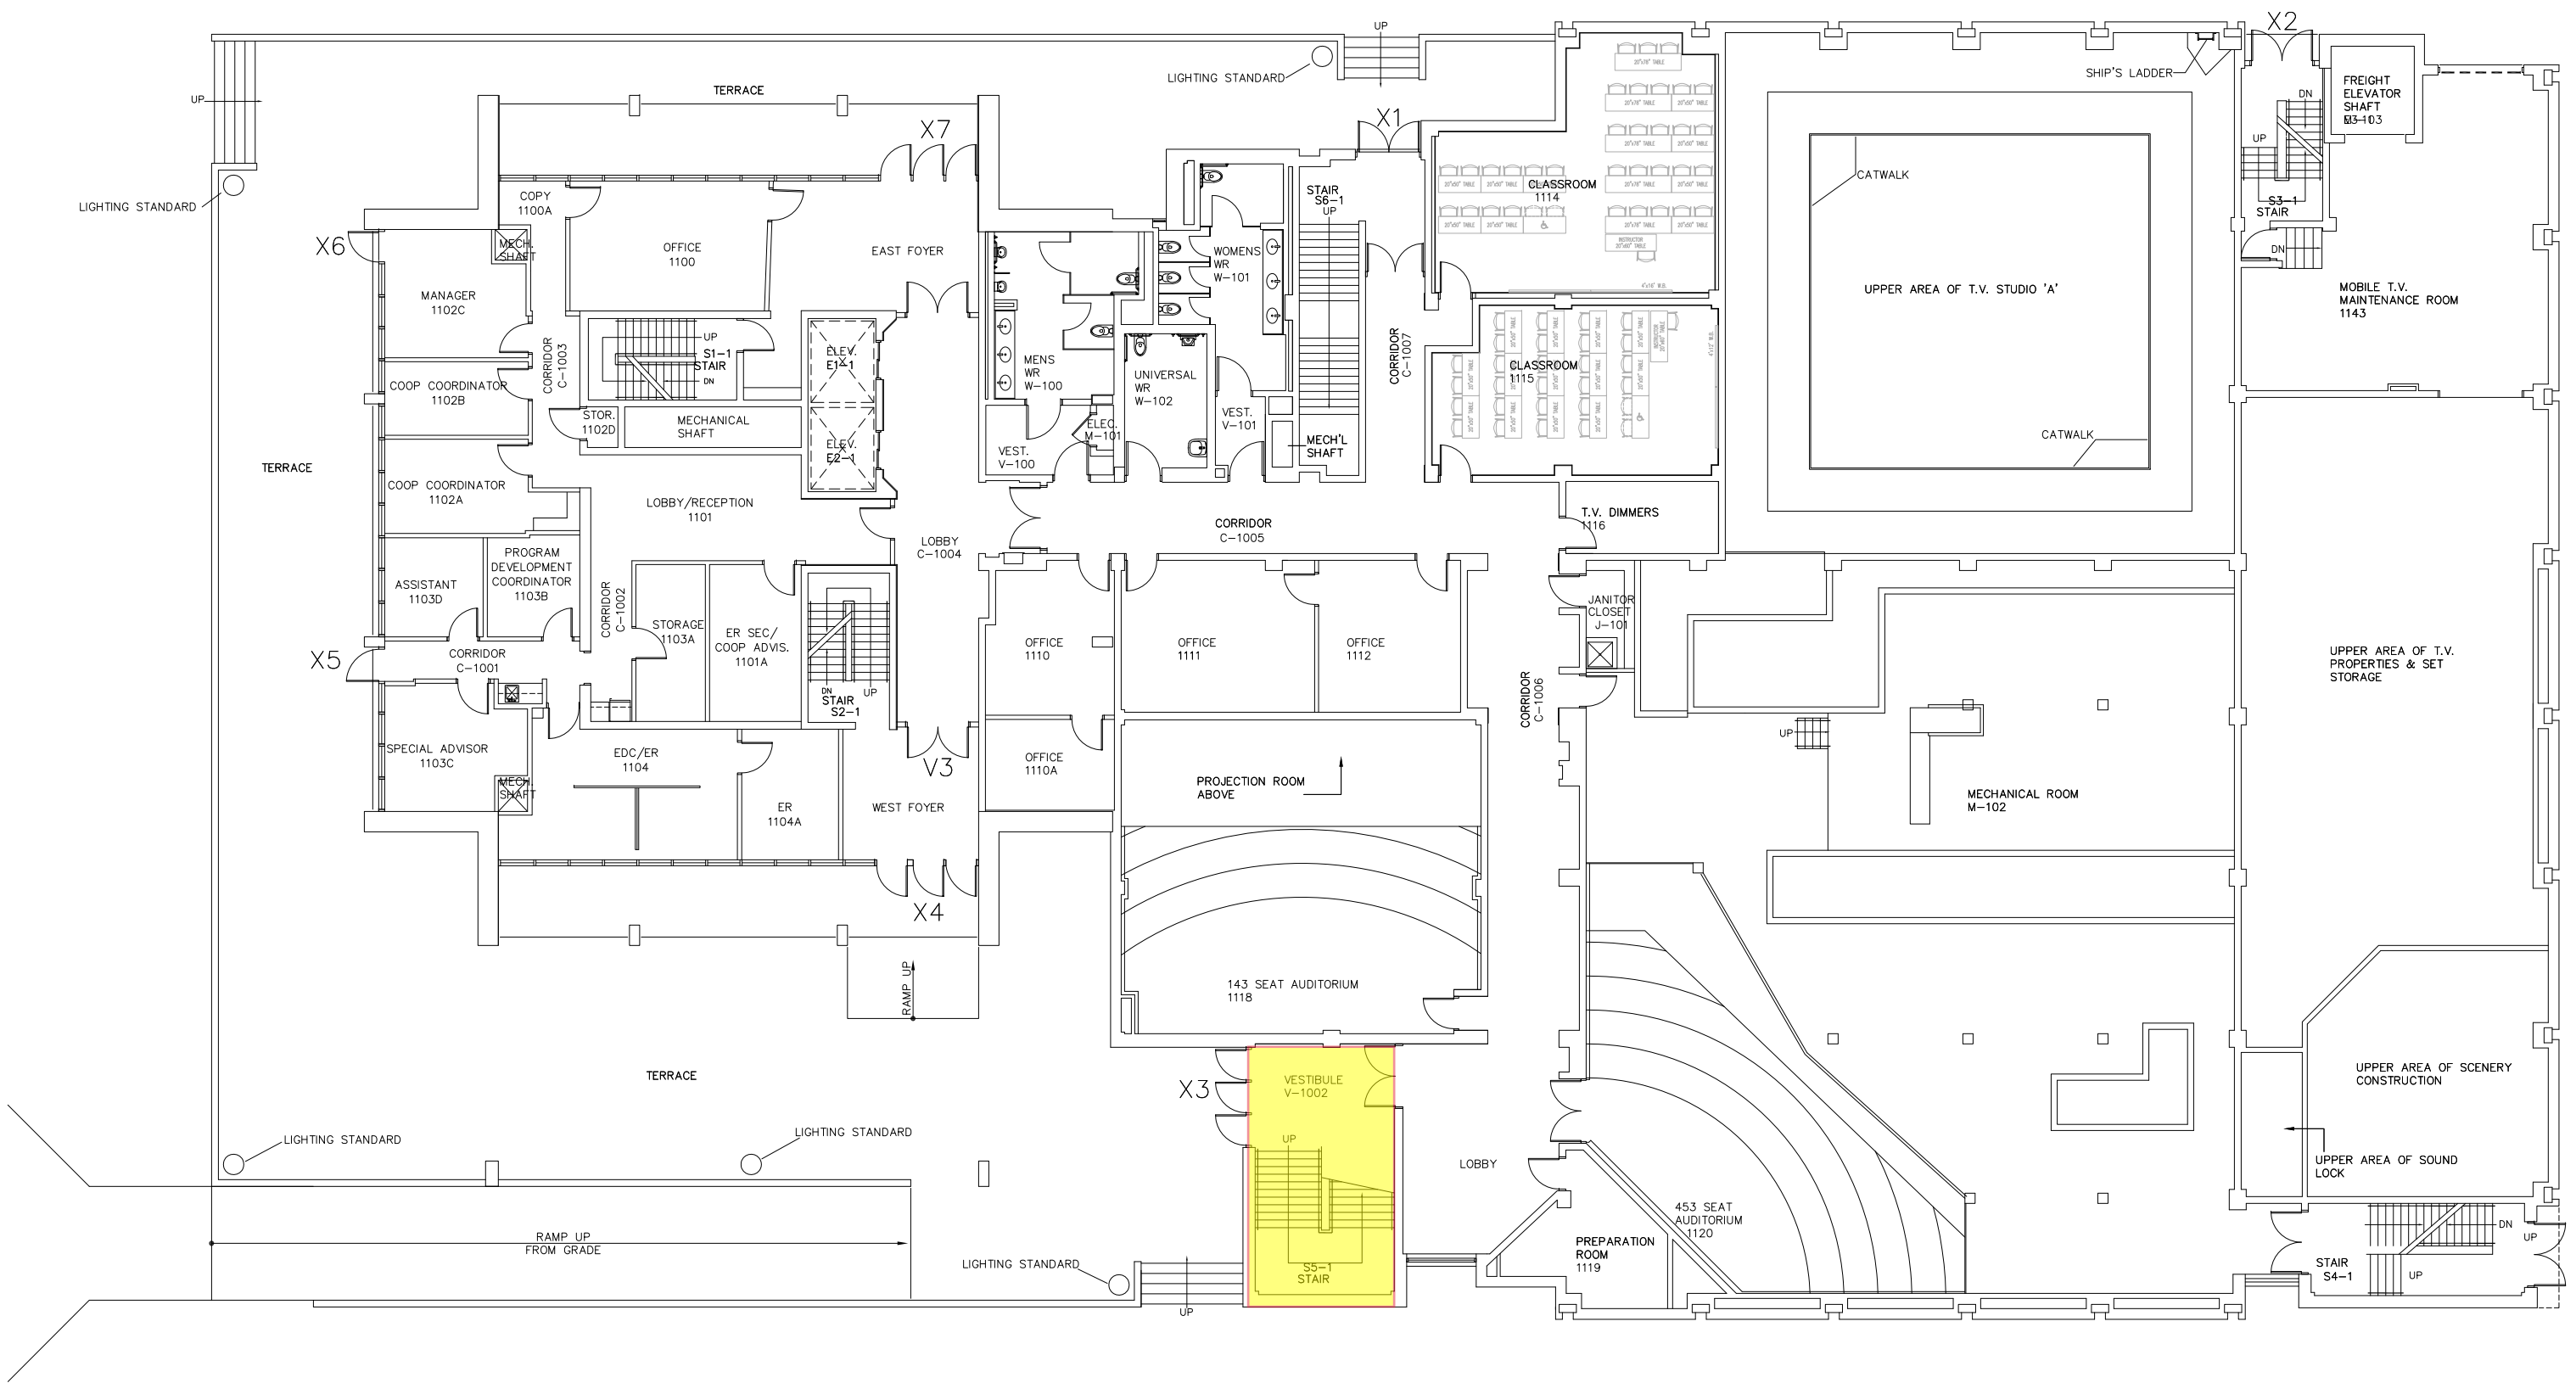 X2
UP
LIGHTING STANDARD
UP
TERRACE
20"x78" TABLE
SHIP'S LADDER
FREIGHT
ELEVATOR
SHAFT
UP
X7
X1
DN
UP
COPY
1100A
LIGHTING STANDARD
STAIR
S6-1
UP
CLASSROOM
1114
CATWALK
S3-1
STAIR
DN
X6
MECH.
SHAFT
OFFICE
1100
EAST FOYER
WOMENS
WR
W-101
INSTRUCTOR
20"x60" TABLE
MANAGER
1102C
UPPER AREA OF T.V. STUDIO 'A'
MOBILE T.V.
MAINTENANCE ROOM
1143
UP
S1-1
STAIR
DN
ELEV.
E1-1
CORRIDOR
C-1003
MENS
WR
W-100
UNIVERSAL
WR
W-102
CORRIDOR
C-1007
CLASSROOM
1115
COOP COORDINATOR
1102B
STOR.
1102D
MECHANICAL
SHAFT
ELEV.
E2-1
VEST.
V-100
ELEC.
M-101
VEST.
V-101
MECH'L
SHAFT
CATWALK
TERRACE
COOP COORDINATOR
1102A
LOBBY/RECEPTION
1101
LOBBY
C-1004
CORRIDOR
C-1005
T.V. DIMMERS
1116
ASSISTANT
1103D
PROGRAM
DEVELOPMENT
COORDINATOR
1103B
CORRIDOR
C-1002
STORAGE
1103A
ER SEC/
COOP ADVIS.
1101A
DN
UP
STAIR
S2-1
OFFICE
1110
OFFICE
1111
OFFICE
1112
JANITOR
CLOSET
J-101
UPPER AREA OF T.V.
PROPERTIES & SET
STORAGE
X5
CORRIDOR
C-1001
CORRIDOR
C-1006
SPECIAL ADVISOR
1103C
MECH.
SHAFT
EDC/ER
1104
ER
1104A
V3
WEST FOYER
OFFICE
1110A
PROJECTION ROOM
ABOVE
UP
MECHANICAL ROOM
M-102
X4
RAMP UP
143 SEAT AUDITORIUM
1118
TERRACE
X3
VESTIBULE
V-1002
UP
S5-1
STAIR
LOBBY
UPPER AREA OF SCENERY
CONSTRUCTION
UPPER AREA OF SOUND
LOCK
LIGHTING STANDARD
LIGHTING STANDARD
RAMP UP
FROM GRADE
LIGHTING STANDARD
UP
453 SEAT
AUDITORIUM
1120
PREPARATION
ROOM
1119
DN
UP
STAIR
S4-1
UP